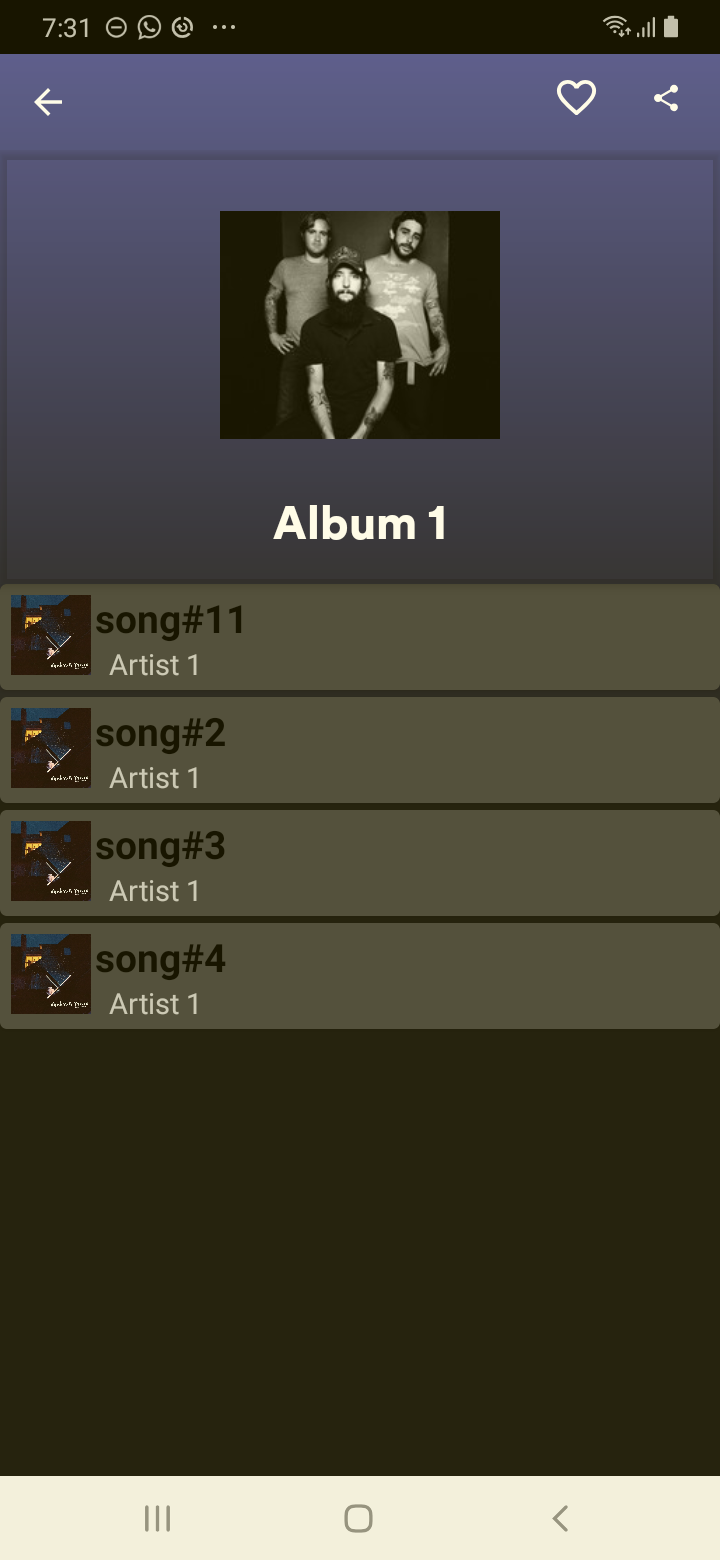 7:31
Album 1
song#11
Artist 1
song#2
Artist 1
song#3
Artist 1
song#4
Artist 1